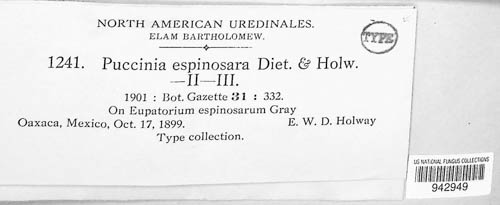 NORTH AMERICAN UREDINALES.
ELAM BARTHOLOMEW.
TYPE
1241. Puccinia espinosara Diet. & Holw.
—II—III.
1901 : Bot. Gazette 31 : 332.
On Eupatorium espinosarum Gray
Oaxaca, Mexico, Oct. 17, 1899. E. W. D. Holway
Type collection.
US NATIONAL FUNGUS COLLECTIONS
942949